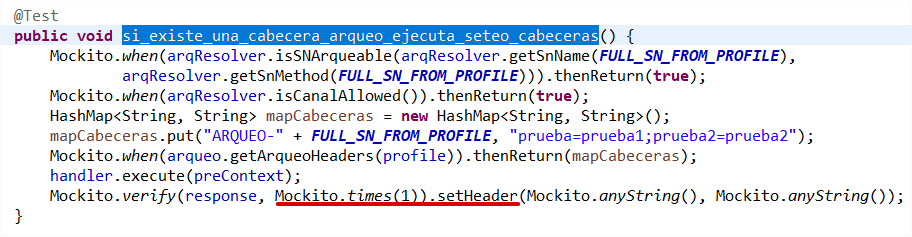 @Test
public void si_existe_una_cabecera_arqueo_ejecuta_seteo_cabeceras() {
Mockito.when(arqResolver.isSNArqueable(arqResolver.getSnName(FULL_SN_FROM_PROFILE),
arqResolver.getSnMethod(FULL_SN_FROM_PROFILE))).thenReturn(true);
Mockito.when(arqResolver.isCanalAllowed()).thenReturn(true);
HashMap<String, String> mapCabeceras = new HashMap<String, String>();
mapCabeceras.put("ARQUEO-" + FULL_SN_FROM_PROFILE, "prueba=prueba1;prueba2=prueba2");
Mockito.when(arqueo.getArqueoHeaders(profile)).thenReturn(mapCabeceras);
handler.execute(preContext);
Mockito.verify(response, Mockito.times(1)).setHeader(Mockito.anyString(), Mockito.anyString());
}